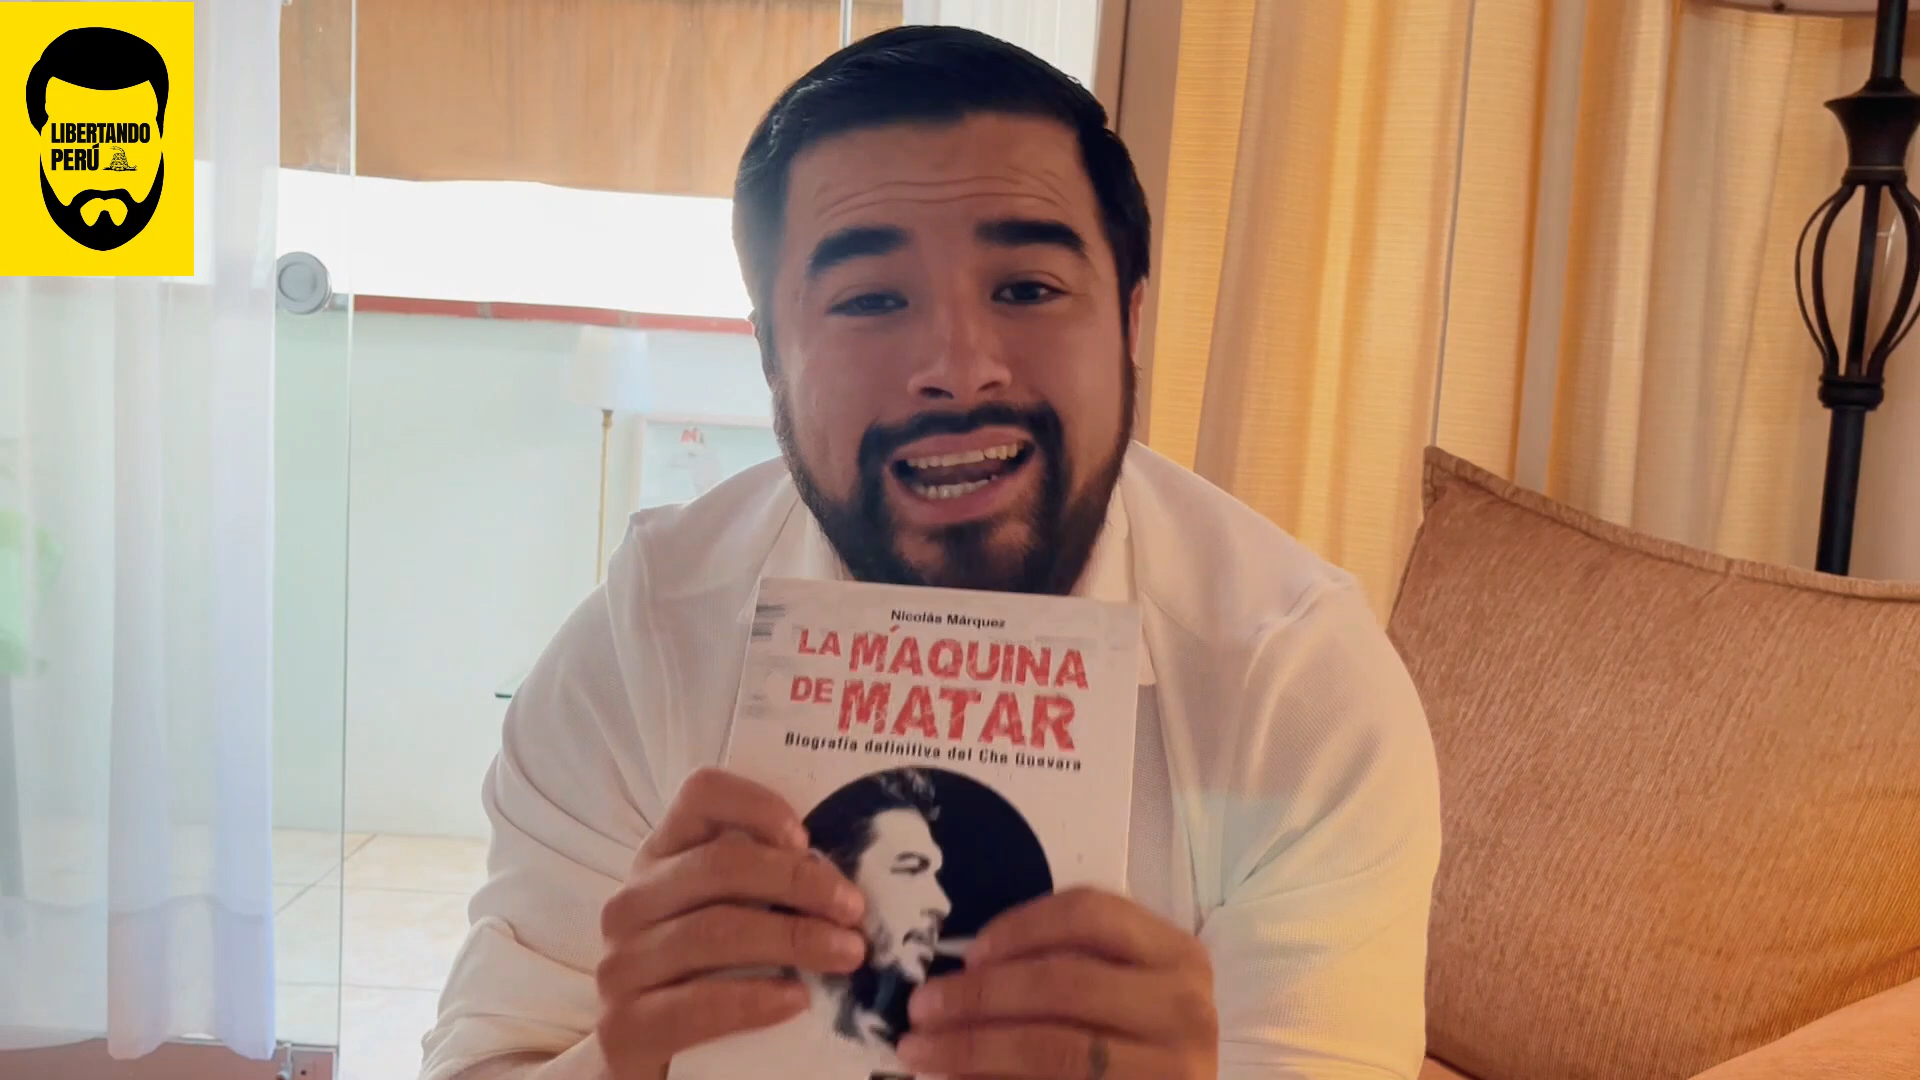 LIBERTANDO
PERÚ
Nicolás Márquez
LA MÁQUINA
DE MATAR
Biografía definitiva del Che Guevara